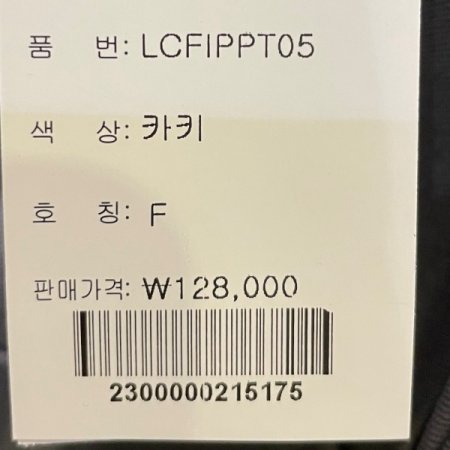 품 번: LCFIPPT05
색 상: 카키
호 칭: F
판매가격: ₩128,000
2300000215175